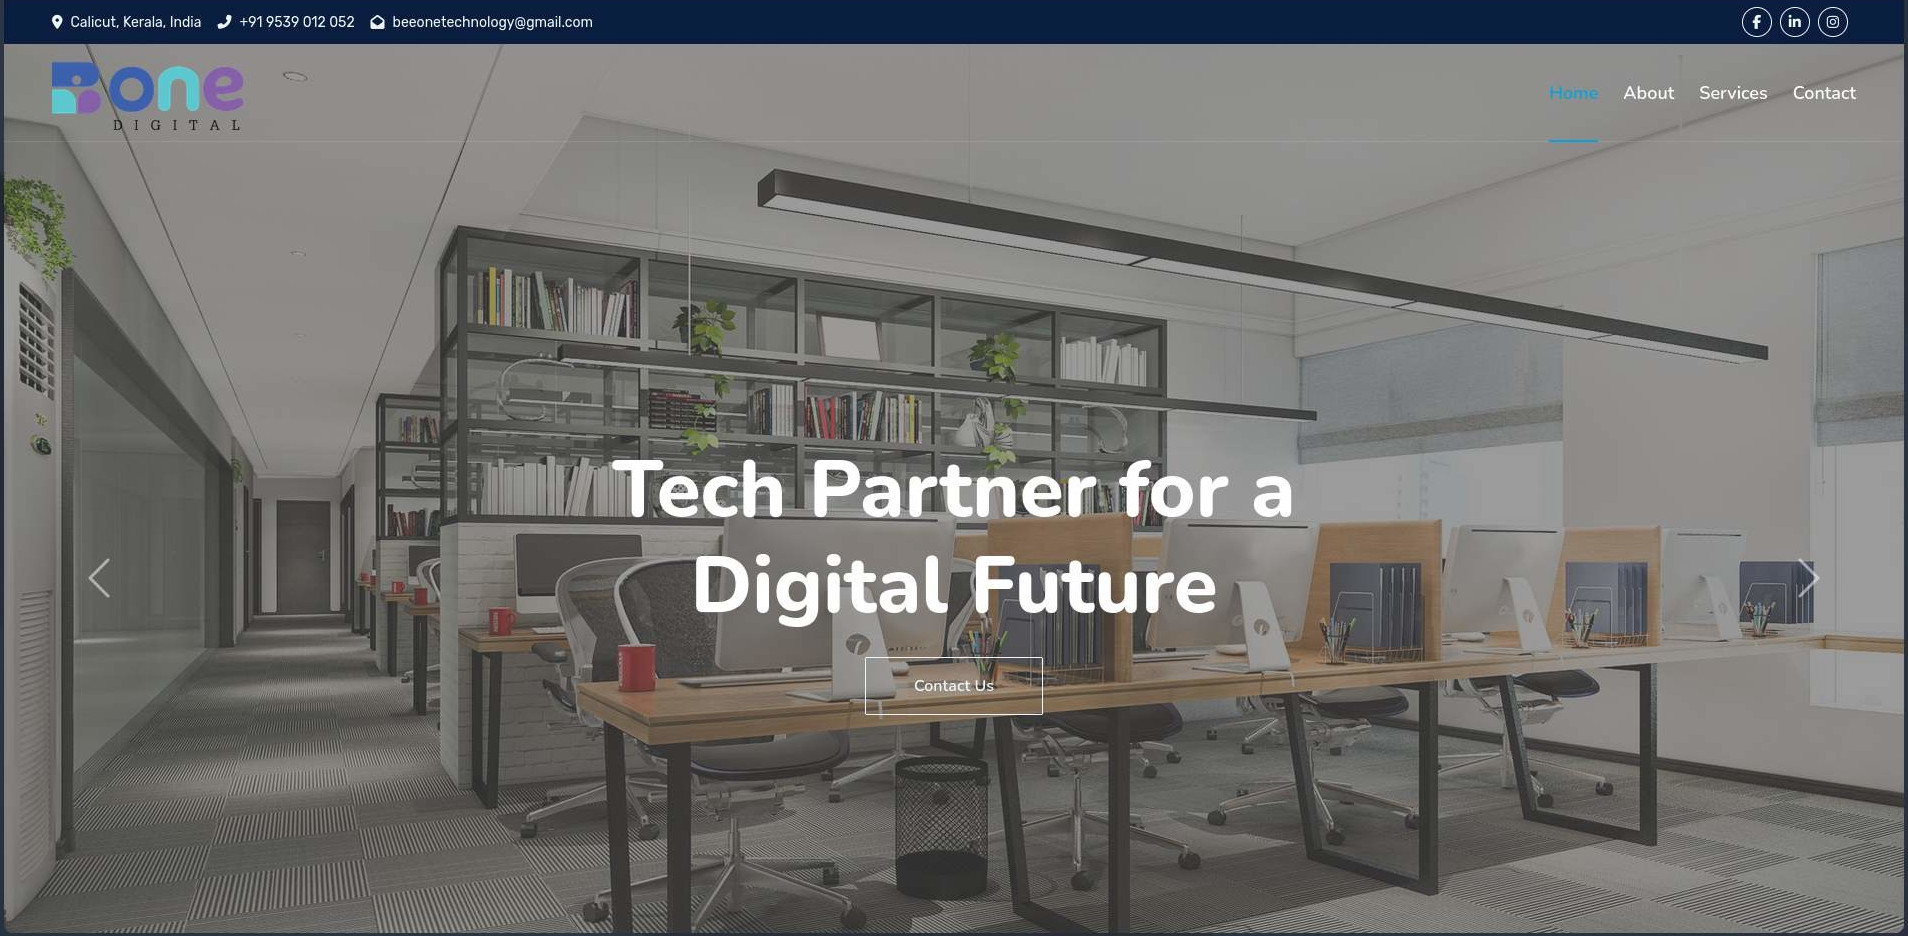 Calicut, Kerala, India +91 9539 012 052 beeonetechnology@gmail.com
Bone
DIGITAL
Home About Services Contact
Tech Partner for a
Digital Future
Contact Us